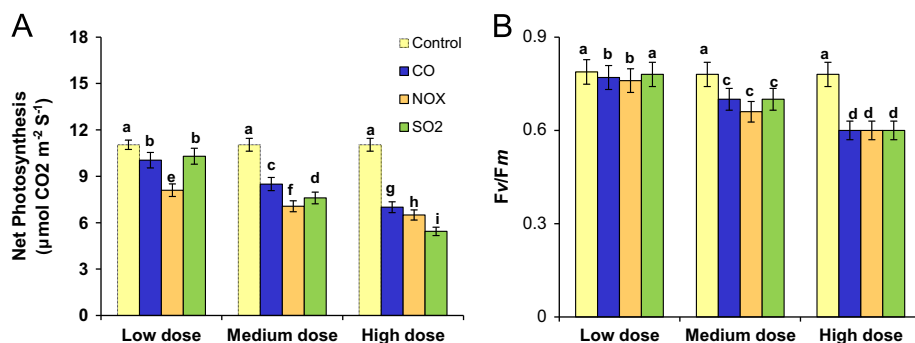 A
Net Photosynthesis
(µmol CO2 m⁻² S⁻¹)
18
15
12
9
6
3
0
Control
CO
NOX
SO2
a b e b
a c f d
a g h i
Low dose Medium dose High dose
B
Fv/Fm
0.9
0.6
0.3
0
a b b a
a c c c
a d d d
Low dose Medium dose High dose